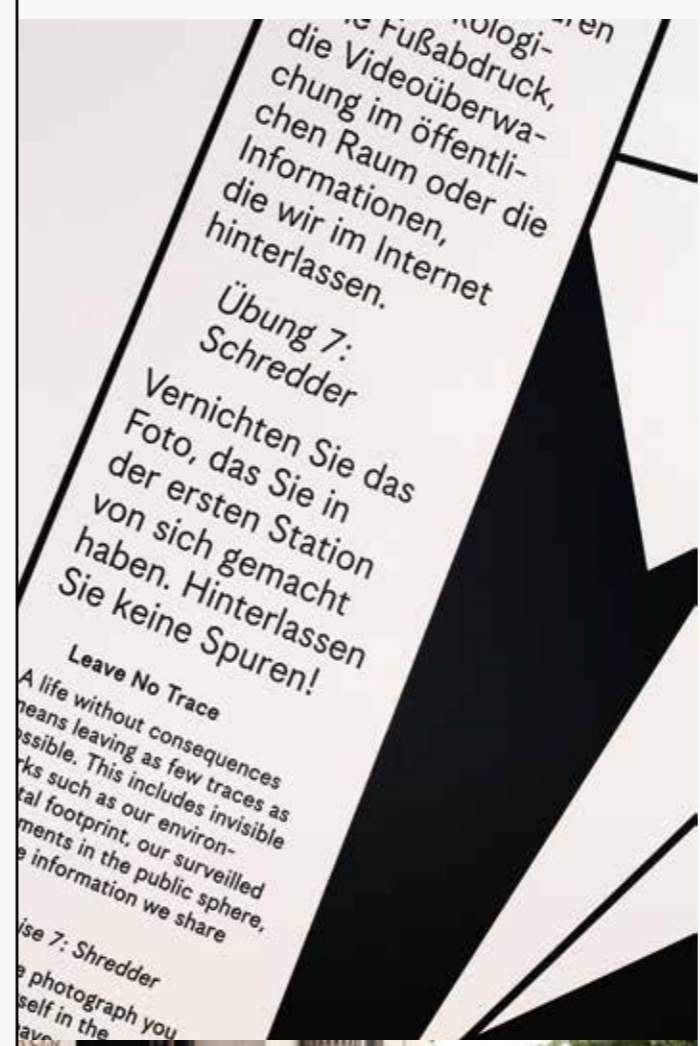 Fußabdruck,
die Videoüberwa-
chung im öffentli-
chen Raum oder die
Informationen,
die wir im Internet
hinterlassen.
Übung 7:
Schredder
Vernichten Sie das
Foto, das Sie in
der ersten Station
von sich gemacht
haben. Hinterlassen
Sie keine Spuren!
Leave No Trace
A life without consequences
means leaving as few traces as
This includes invisible
such as our environ-
footprint, our surveilled
in the public sphere,
information we share
7: Shredder
photograph you
in the